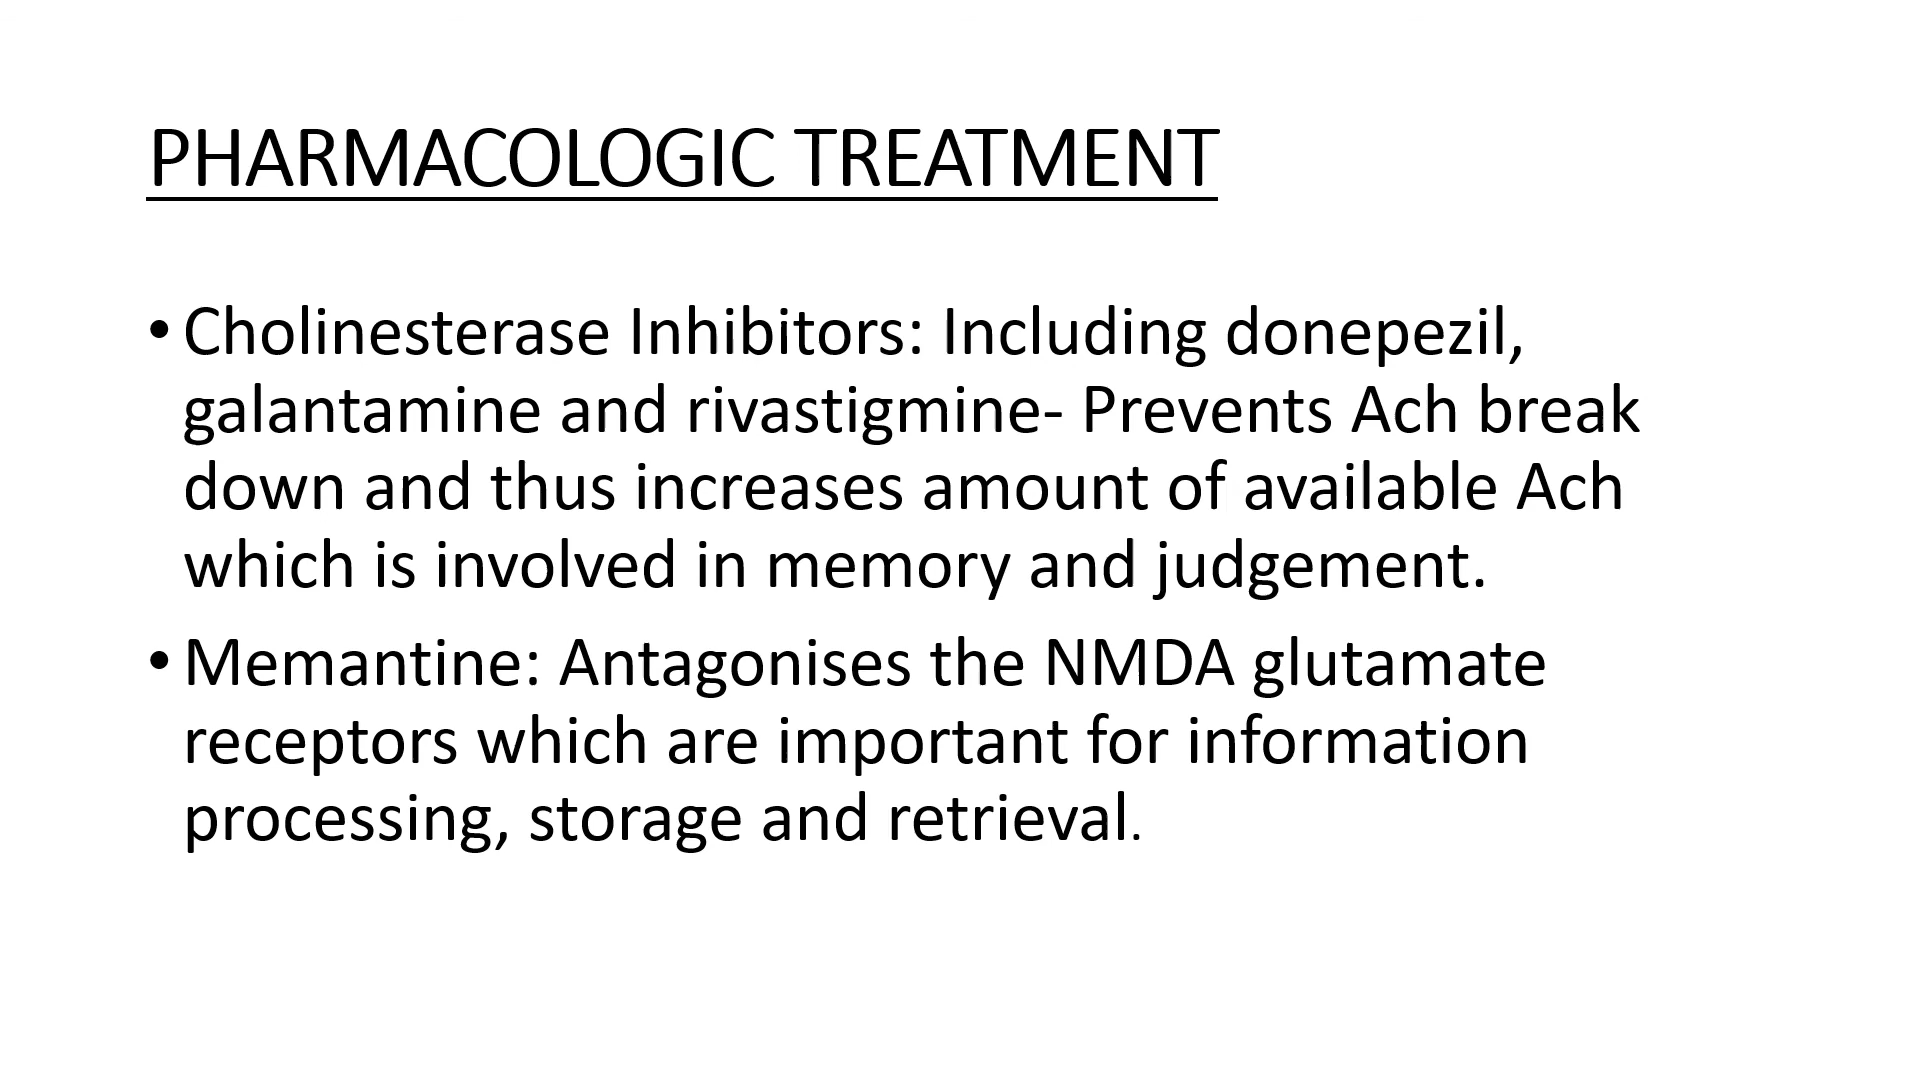 PHARMACOLOGIC TREATMENT
• Cholinesterase Inhibitors: Including donepezil,
galantamine and rivastigmine- Prevents Ach break
down and thus increases amount of available Ach
which is involved in memory and judgement.
• Memantine: Antagonises the NMDA glutamate
receptors which are important for information
processing, storage and retrieval.